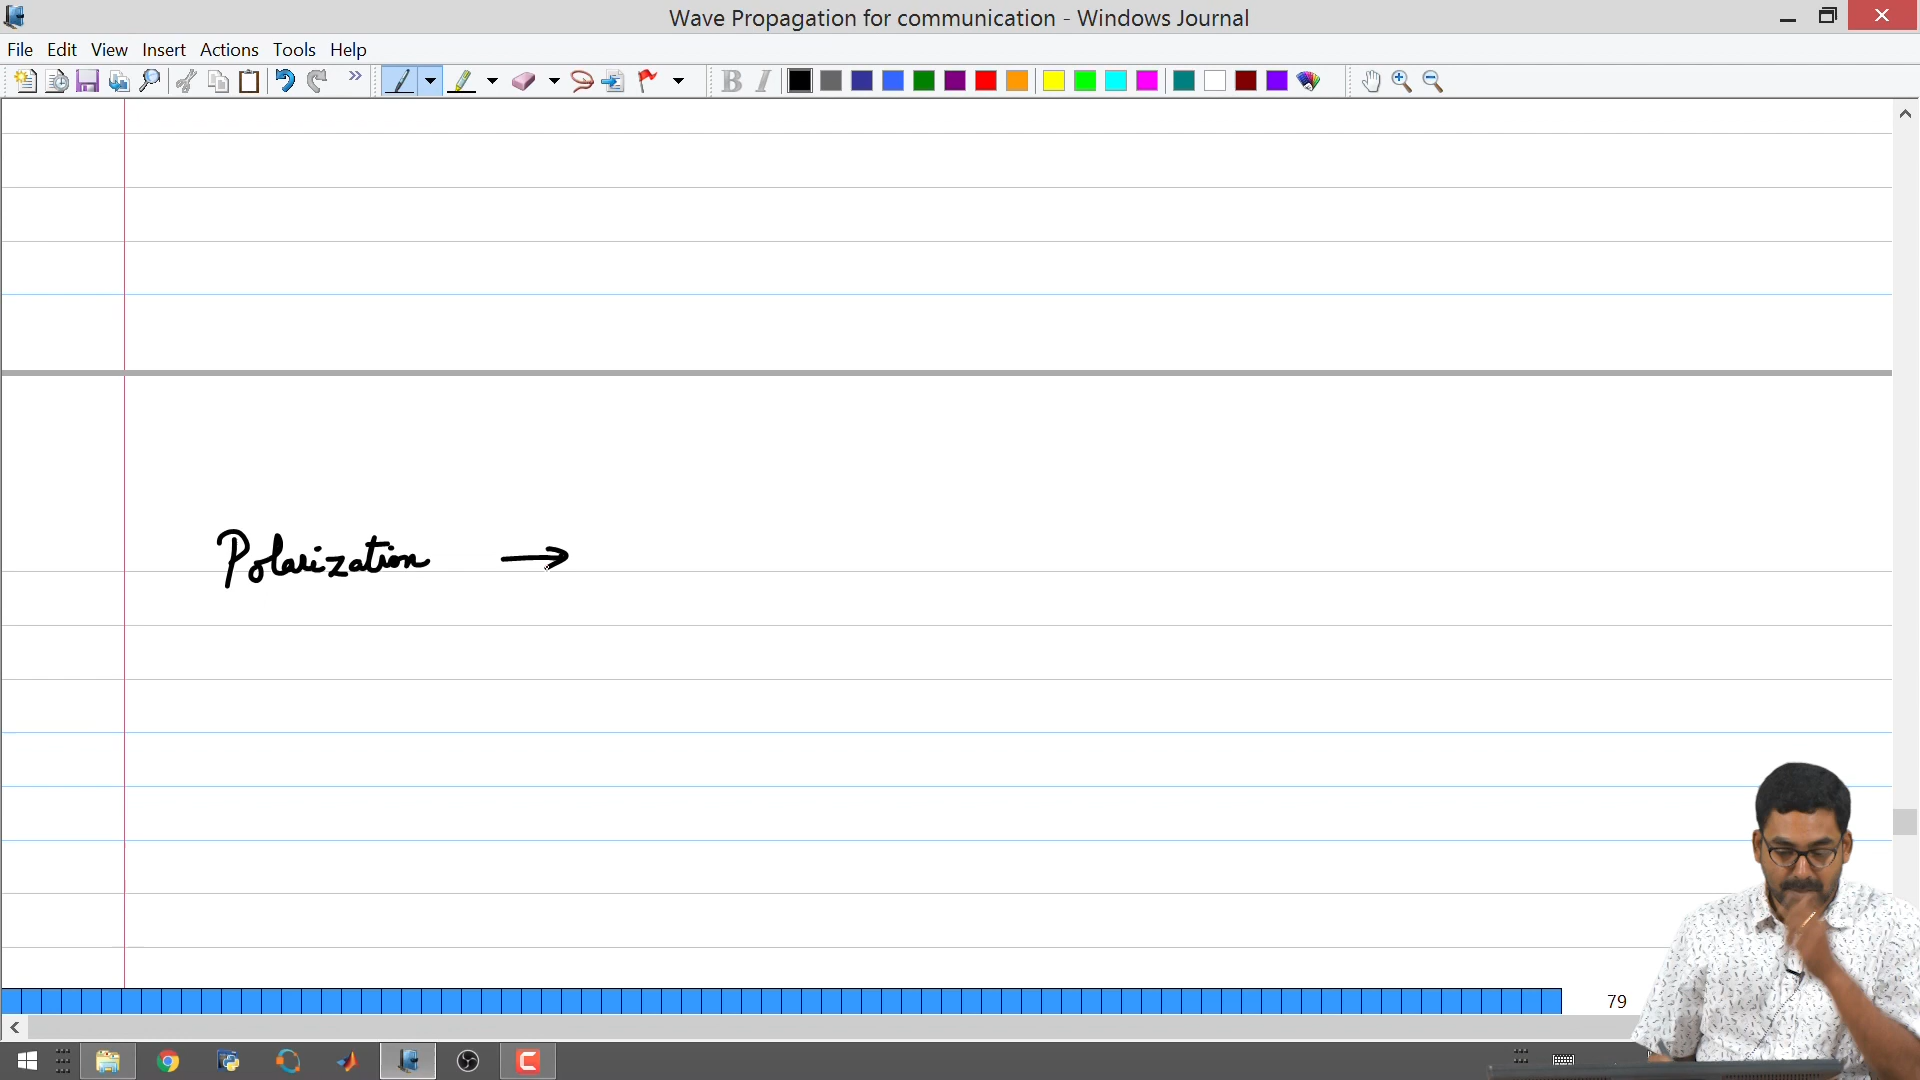 Wave Propagation for communication - Windows Journal
File Edit View Insert Actions Tools Help
B I
Polarization →
79